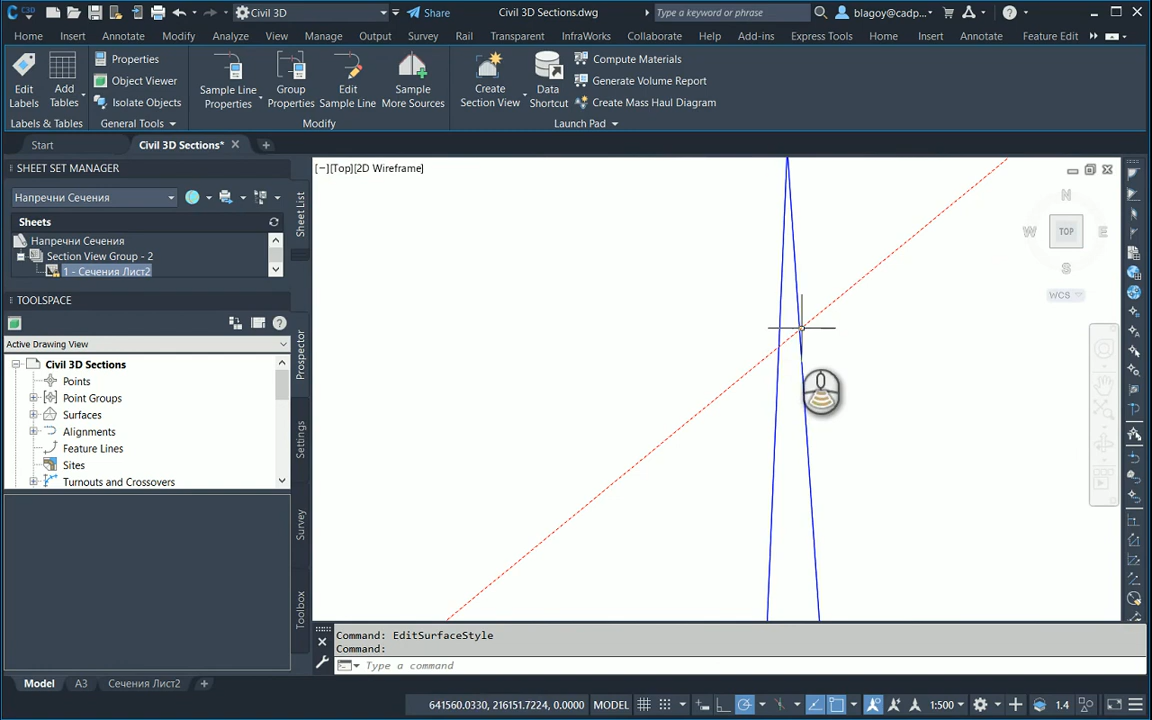 C3D
Civil 3D
Share
Civil 3D Sections.dwg
Type a keyword or phrase
blagoy@cadp...
Home Insert Annotate Modify Analyze View Manage Output Survey Rail Transparent InfraWorks Collaborate Help Add-ins Express Tools Home Insert Annotate Feature Edit
Edit Labels
Add Tables
Properties
Object Viewer
Isolate Objects
Sample Line Properties
Group Properties
Edit Sample Line
Sample More Sources
Create Section View
Data Shortcut
Compute Materials
Generate Volume Report
Create Mass Haul Diagram
Labels & Tables
General Tools
Modify
Launch Pad
Start
Civil 3D Sections*
SHEET SET MANAGER
Напречни Сечения
Sheets
Напречни Сечения
Section View Group - 2
1 - Сечения Лист2
Sheet List
TOOLSPACE
Active Drawing View
Civil 3D Sections
Points
Point Groups
Surfaces
Alignments
Feature Lines
Sites
Turnouts and Crossovers
Prospector
Settings
Survey
Toolbox
[−][Top][2D Wireframe]
N
W TOP E
S
WCS
Command: EditSurfaceStyle
Command:
Type a command
Model A3 Сечения Лист2
641560.0330, 216151.7224, 0.0000 MODEL 1:500 1.4